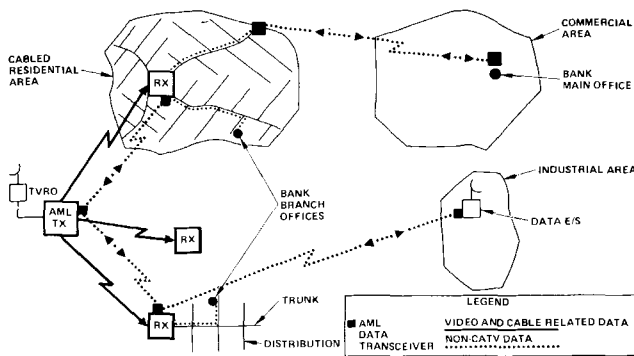 COMMERCIAL
AREA
CABLED
RESIDENTIAL
AREA
RX
BANK
MAIN OFFICE
INDUSTRIAL AREA
TVRO
AML
TX
BANK
BRANCH
OFFICES
RX
DATA E/S
RX
TRUNK
DISTRIBUTION
LEGEND
AML
DATA
TRANSCEIVER
VIDEO AND CABLE RELATED DATA
NON-CATV DATA